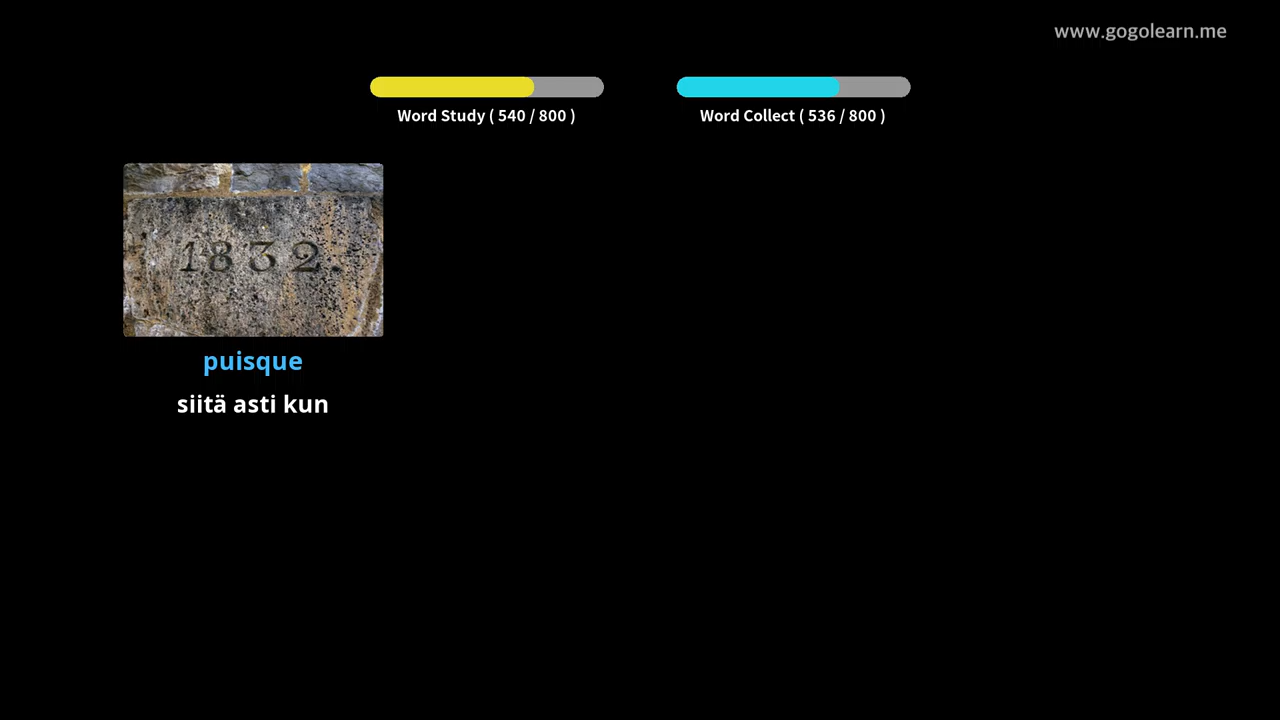 www.gogolearn.me
Word Study ( 540 / 800 )
Word Collect ( 536 / 800 )
1832.
puisque
siitä asti kun